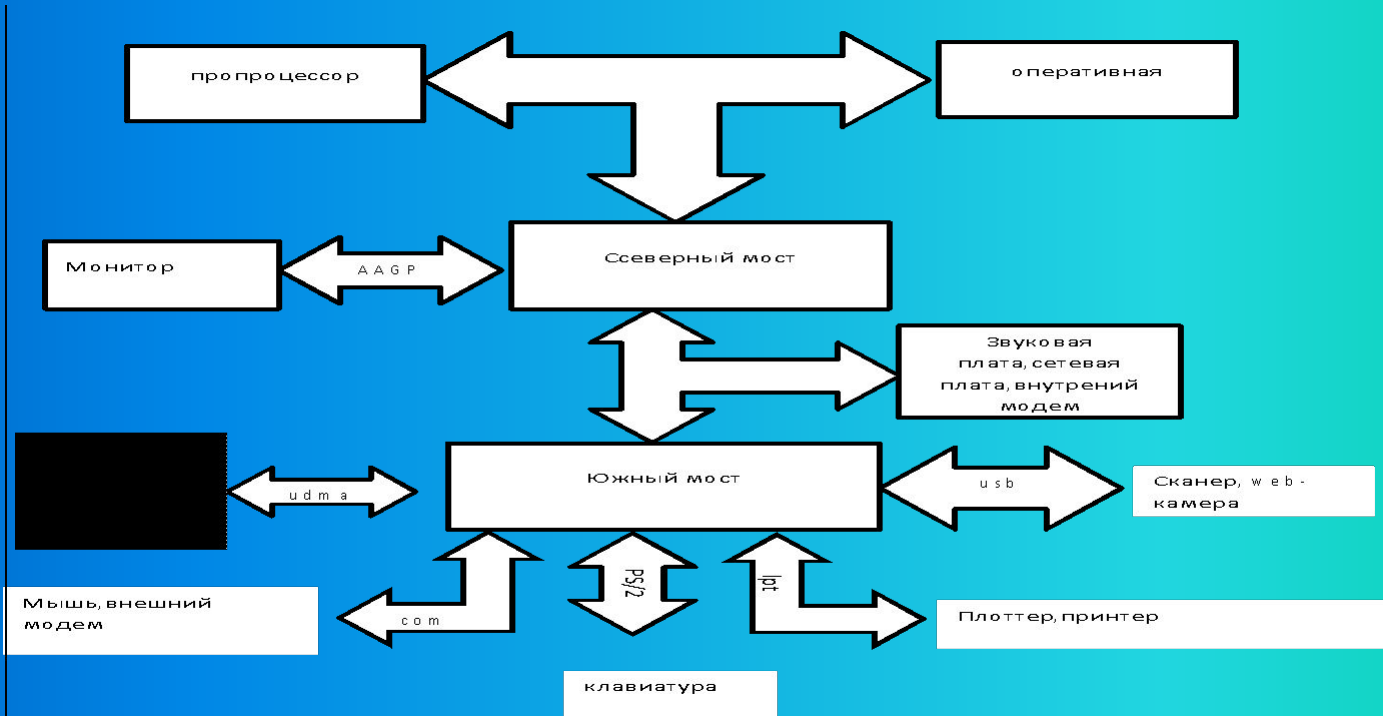 пропроцессор
оперативная
Ссеверный мост
Монитор
AAGP
Звуковая
плата, сетевая
плата, внутрений
модем
Южный мост
udma
usb
Сканер, web-
камера
Мышь, внешний
модем
com
PS/2
lpt
Плоттер, принтер
клавиатура